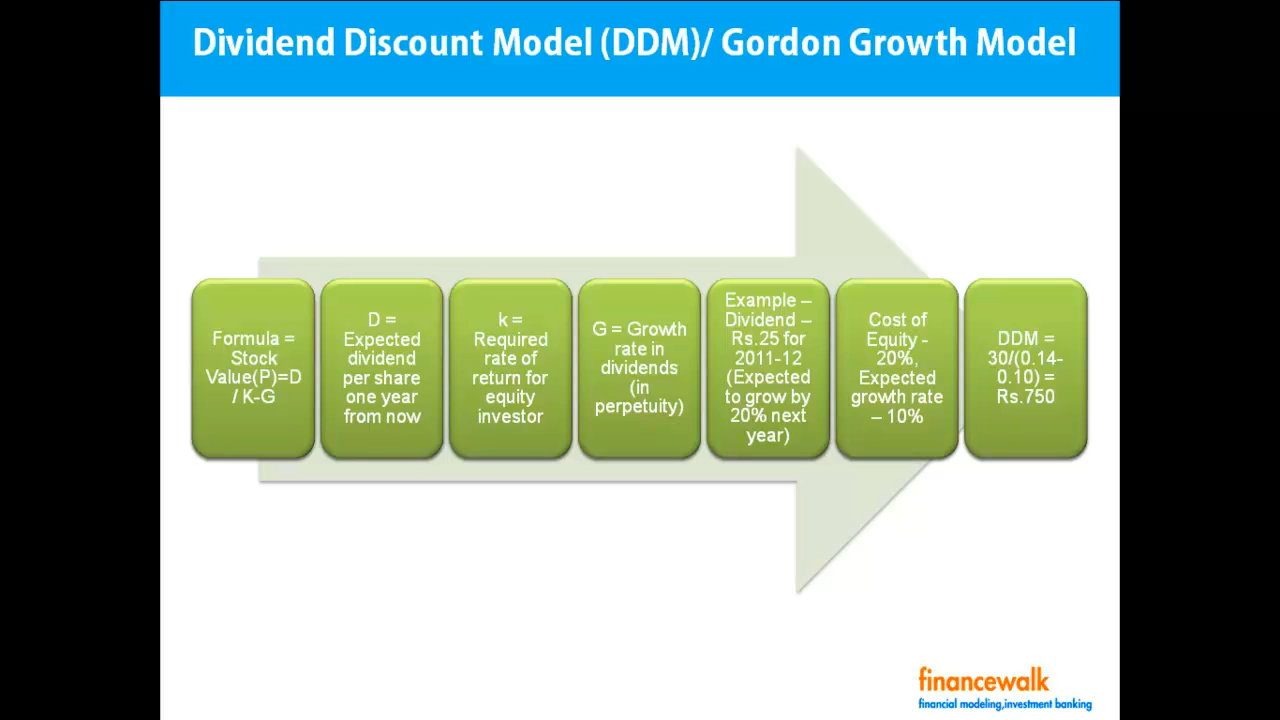 Dividend Discount Model (DDM)/ Gordon Growth Model
Formula =
Stock
Value(P)=D
/ K-G
D =
Expected
dividend
per share
one year
from now
k =
Required
rate of
return for
equity
investor
G = Growth
rate in
dividends
(in
perpetuity)
Example –
Dividend –
Rs.25 for
2011-12
(Expected
to grow by
20% next
year)
Cost of
Equity -
20%,
Expected
growth rate
– 10%
DDM =
30/(0.14-
0.10) =
Rs.750
financewalk
financial modeling,investment banking